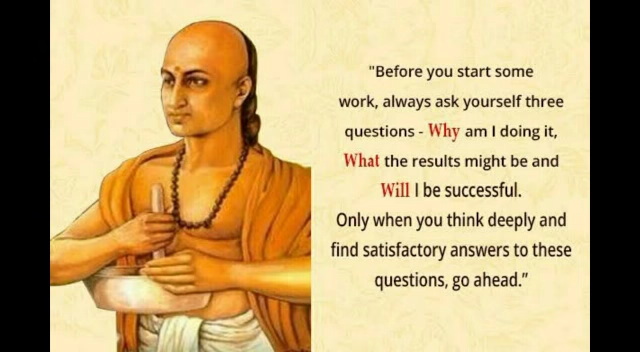 "Before you start some
work, always ask yourself three
questions - Why am I doing it,
What the results might be and
Will I be successful.
Only when you think deeply and
find satisfactory answers to these
questions, go ahead.”